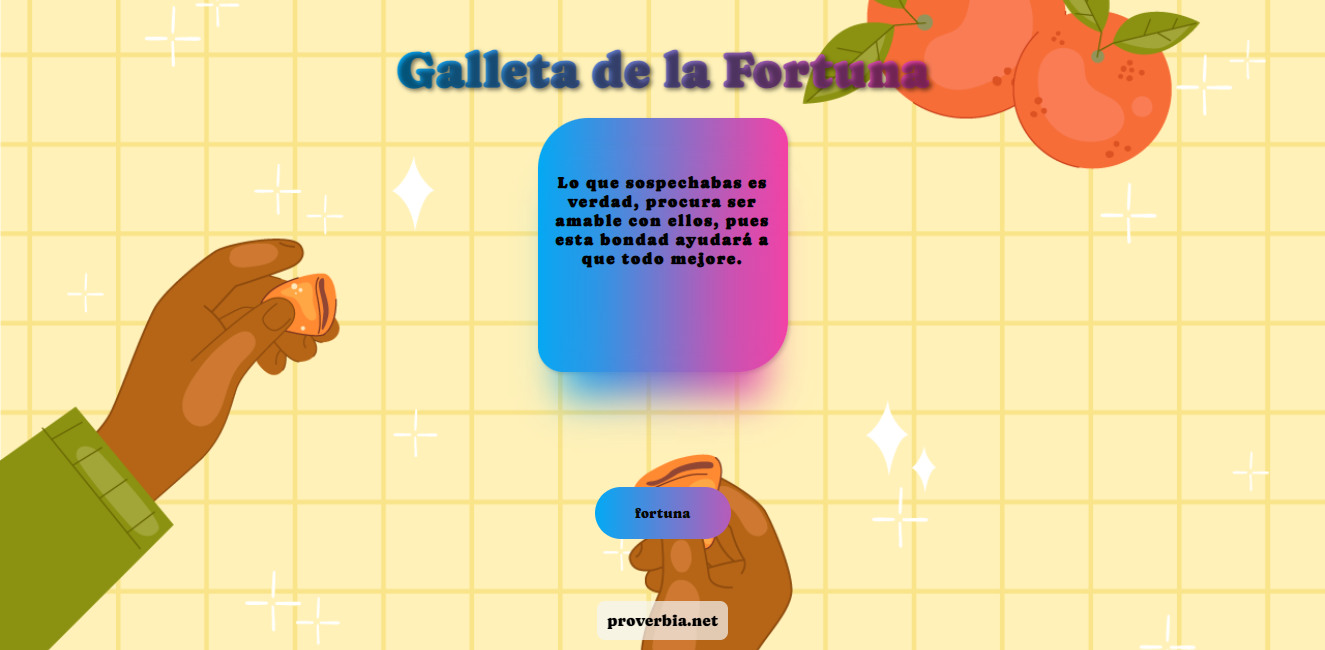 Galleta de la Fortuna
Lo que sospechabas es
verdad, procura ser
amable con ellos, pues
esta bondad ayudará a
que todo mejore.
fortuna
proverbia.net